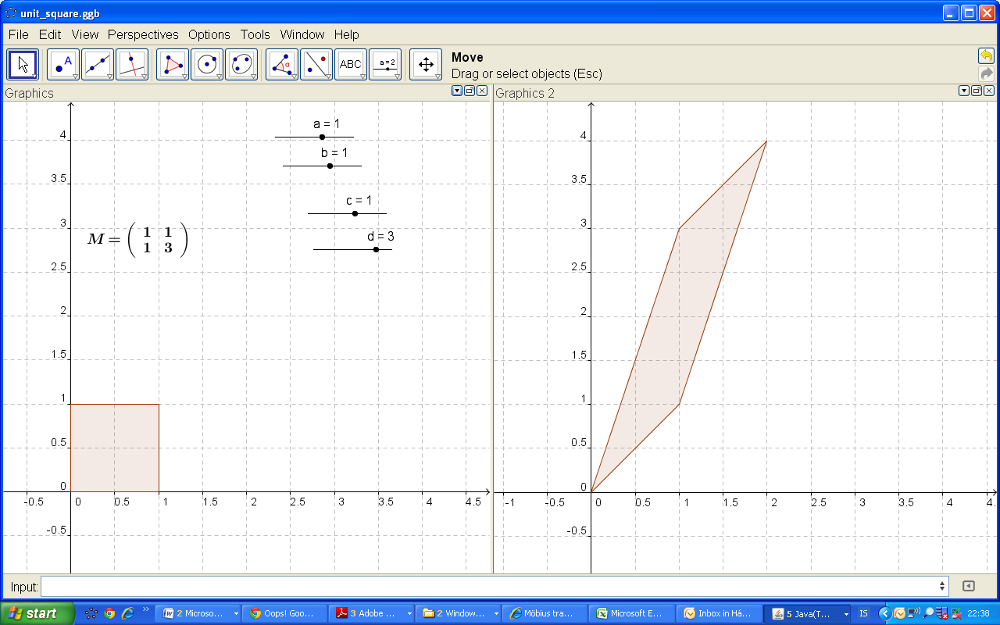 unit_square.ggb
File Edit View Perspectives Options Tools Window Help
A
α
ABC
a = 2
Move
Drag or select objects (Esc)
Graphics
Graphics 2
a = 1
b = 1
c = 1
d = 3
M = ( 1 1
1 3 )
4
3.5
3
2.5
2
1.5
1
0.5
0
-0.5
-0.5 0 0.5 1 1.5 2 2.5 3 3.5 4 4.5
4
3.5
3
2.5
2
1.5
1
0.5
0
-0.5
-1 -0.5 0 0.5 1 1.5 2 2.5 3 3.5 4 4.
Input:
start
2 Microso... Oops! Goo... 3 Adobe ... 2 Window... Möbius tra... Microsoft E... Inbox in Há... 5 Java(T... IS 22:38